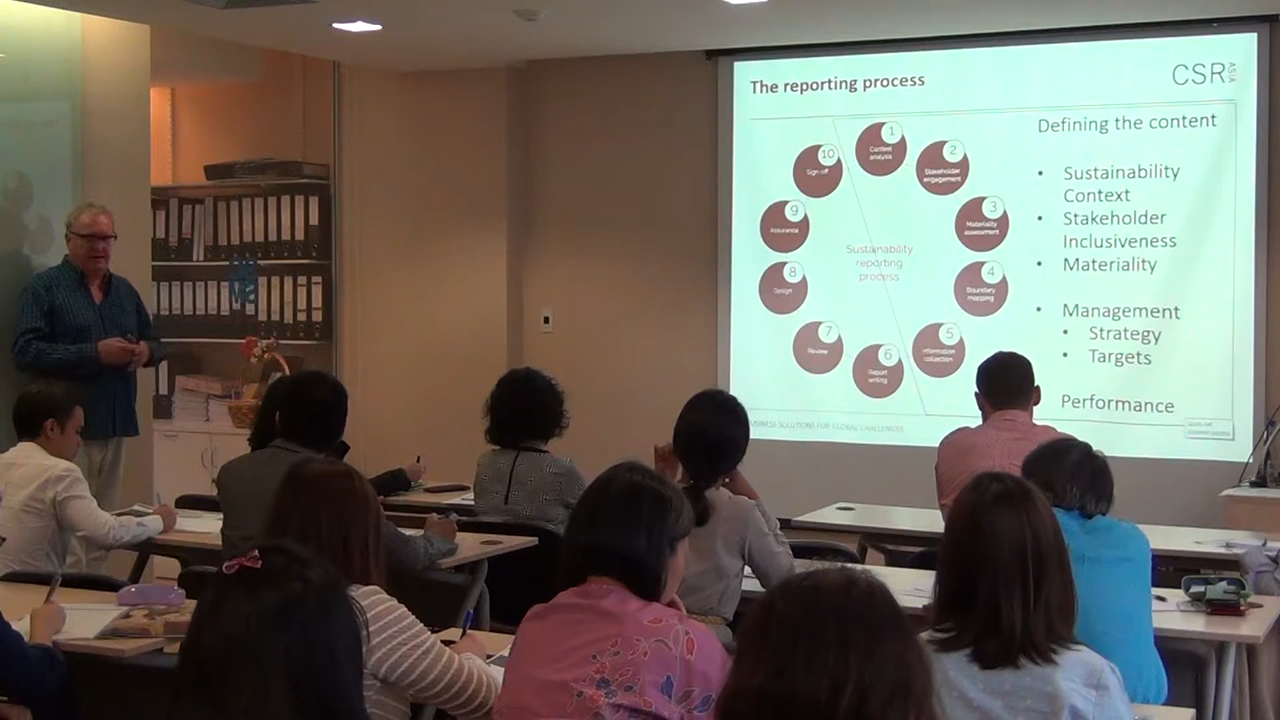 The reporting process
CSR ASIA
Defining the content
• Sustainability
Context
• Stakeholder
Inclusiveness
• Materiality
• Management
• Strategy
• Targets
Performance
1
Context
analysis
2
Stakeholder
engagement
3
Materiality
assessment
4
Boundary
mapping
5
Information
collection
6
Report
writing
7
Review
8
Design
9
Assurance
10
Sign off
Sustainability
reporting
process
BUSINESS SOLUTIONS FOR GLOBAL CHALLENGES